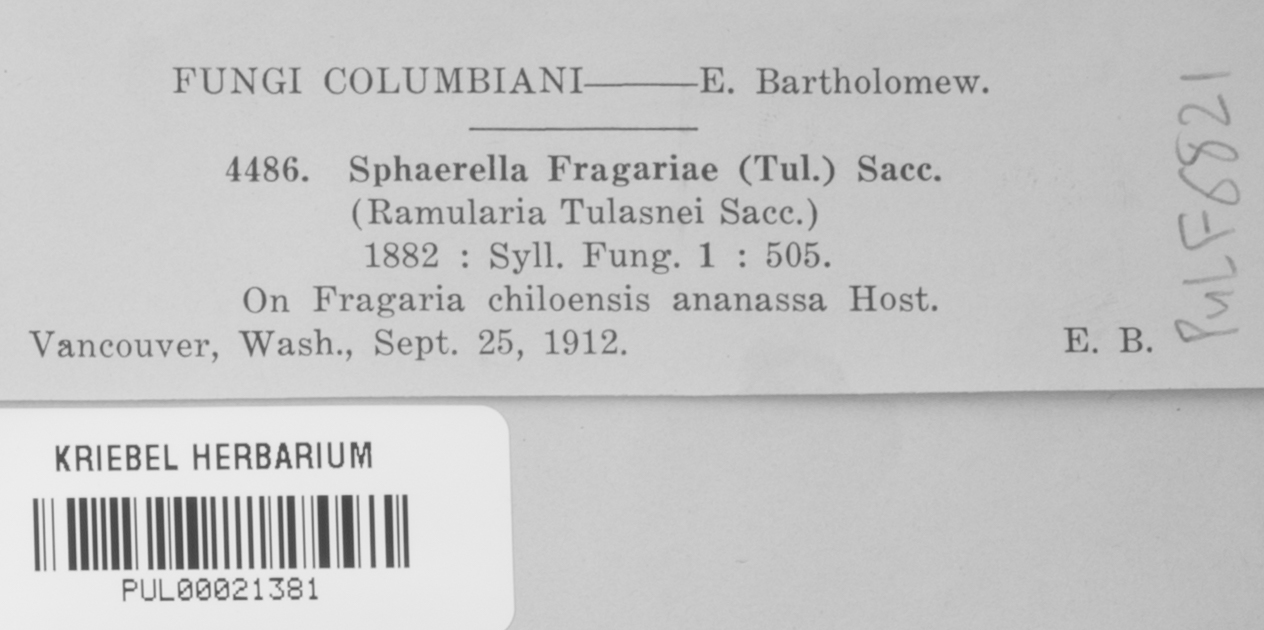 FUNGI COLUMBIANI——E. Bartholomew.
4486. Sphaerella Fragariae (Tul.) Sacc.
(Ramularia Tulasnei Sacc.)
1882 : Syll. Fung. 1 : 505.
On Fragaria chiloensis ananassa Host.
Vancouver, Wash., Sept. 25, 1912. E. B.
PulF6821
KRIEBEL HERBARIUM
PUL00021381